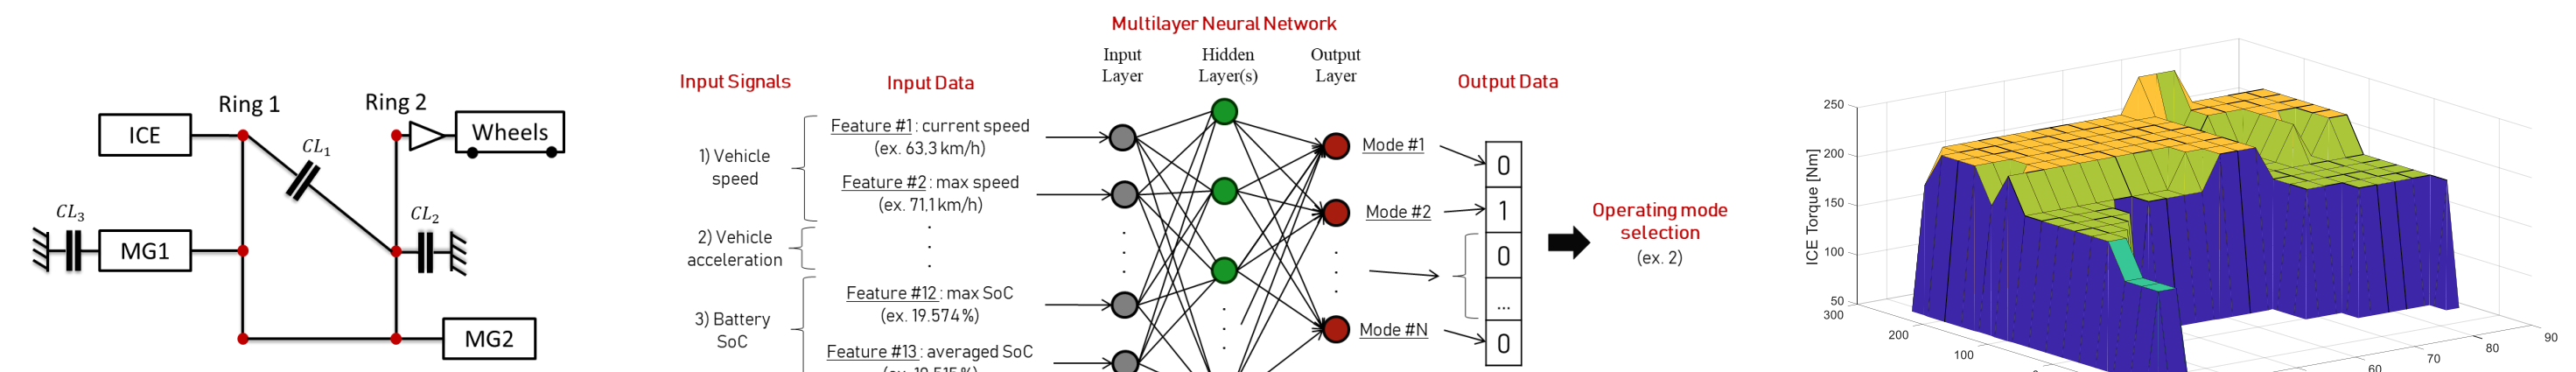 Ring 1
Ring 2
ICE
Wheels
CL1
CL3
CL2
MG1
MG2
Multilayer Neural Network
Input
Layer
Hidden
Layer(s)
Output
Layer
Input Signals
Input Data
Output Data
1) Vehicle
speed
2) Vehicle
acceleration
3) Battery
SoC
Feature #1: current speed
(ex. 63,3 km/h)
Feature #2: max speed
(ex. 71,1 km/h)
Feature #12: max SoC
(ex. 19.574%)
Feature #13: averaged SoC
Mode #1
Mode #2
Mode #N
0
1
0
...
0
Operating mode
selection
(ex. 2)
ICE Torque [Nm]
250
200
150
100
50
300
200
100
60
70
80
90